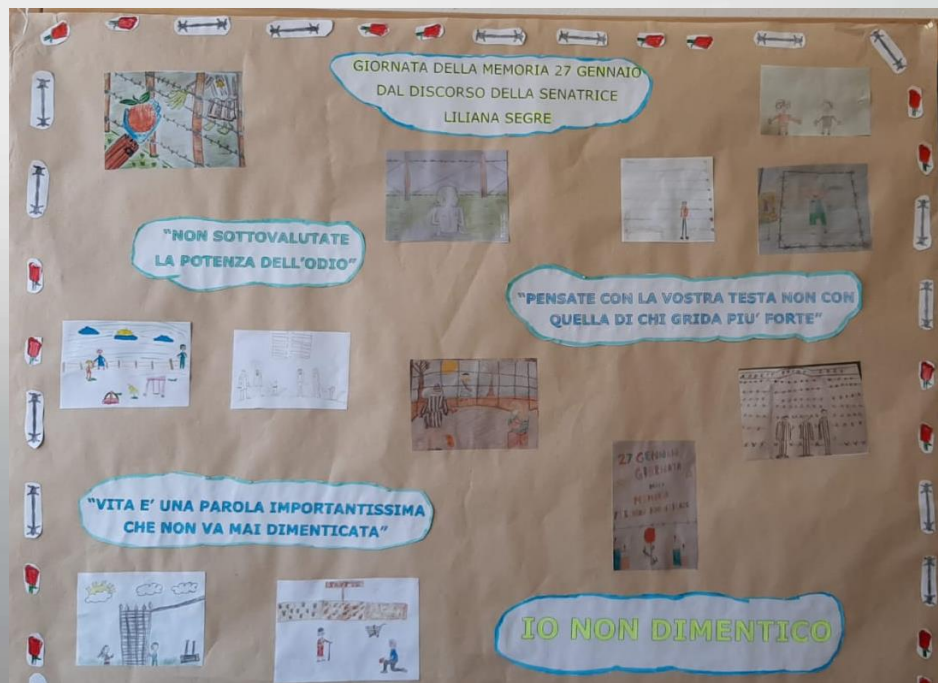 GIORNATA DELLA MEMORIA 27 GENNAIO
DAL DISCORSO DELLA SENATRICE
LILIANA SEGRE
"NON SOTTOVALUTATE
LA POTENZA DELL'ODIO"
"PENSATE CON LA VOSTRA TESTA NON CON
QUELLA DI CHI GRIDA PIU' FORTE"
27 GENNAIO
GIORNATA
"VITA E' UNA PAROLA IMPORTANTISSIMA
CHE NON VA MAI DIMENTICATA"
IO NON DIMENTICO